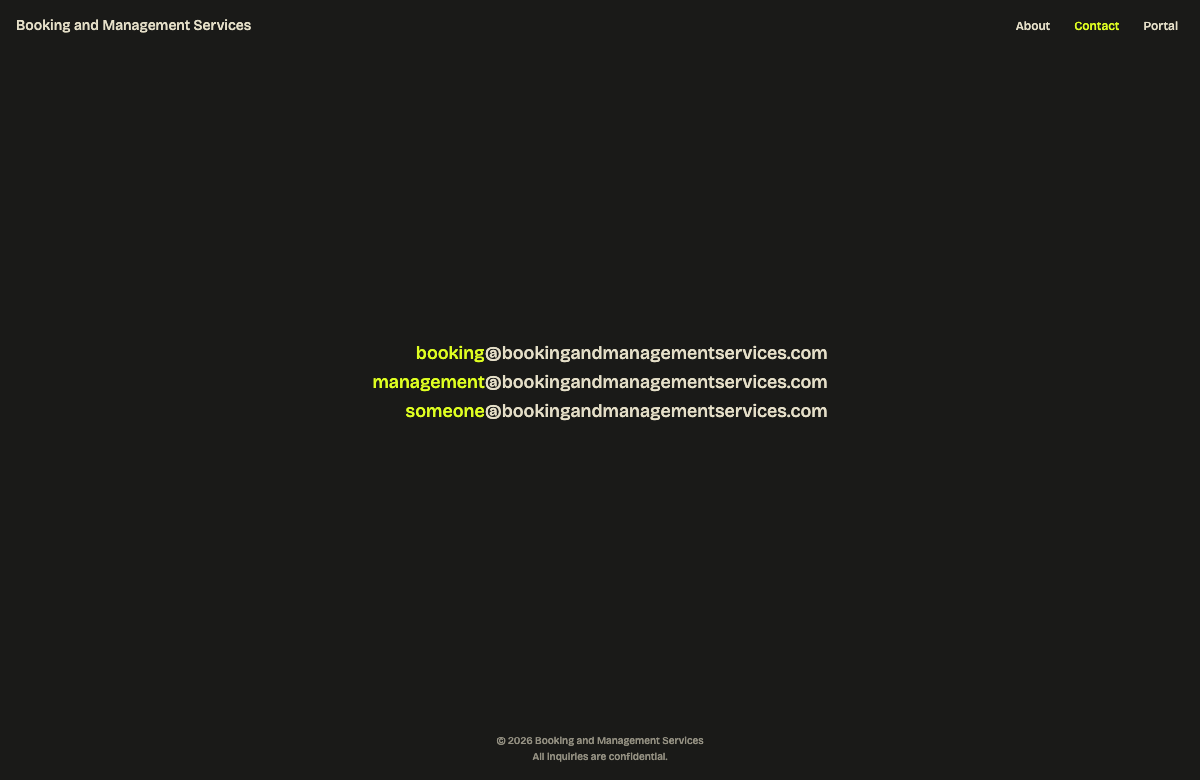 Booking and Management Services
About Contact Portal
booking@bookingandmanagementservices.com
management@bookingandmanagementservices.com
someone@bookingandmanagementservices.com
© 2026 Booking and Management Services
All inquiries are confidential.